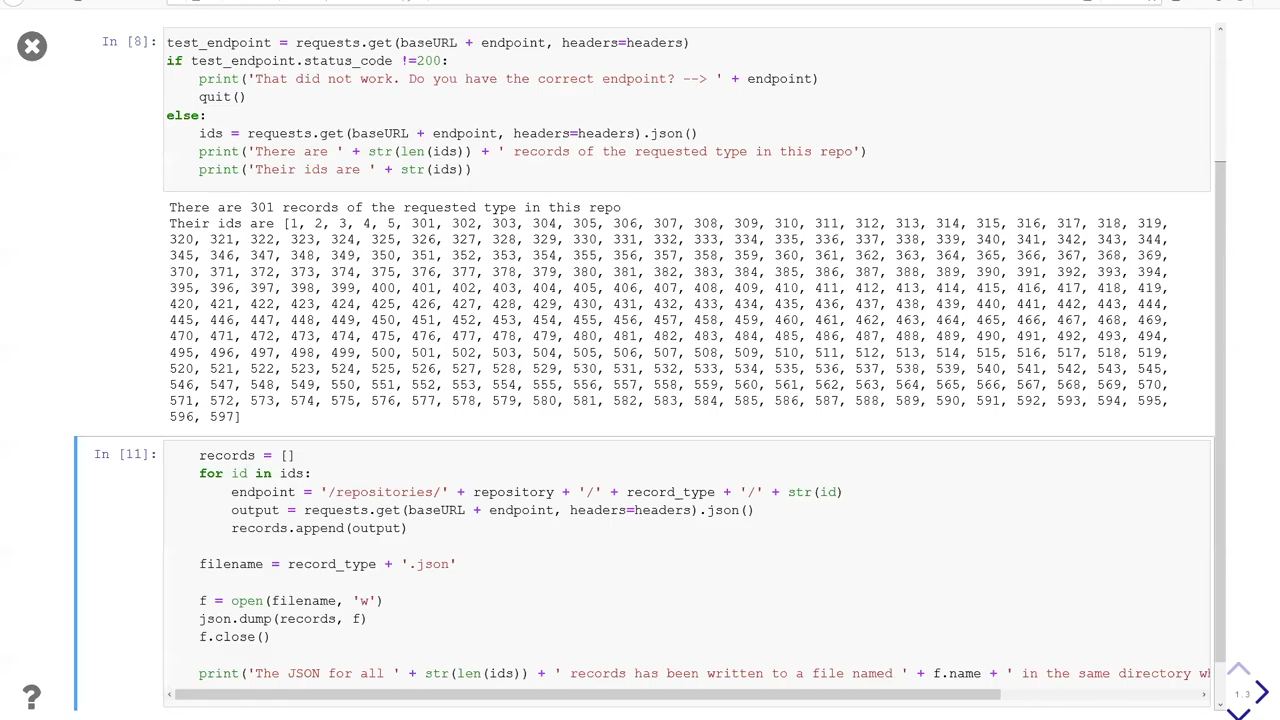 In [8]: test_endpoint = requests.get(baseURL + endpoint, headers=headers)
if test_endpoint.status_code !=200:
    print('That did not work. Do you have the correct endpoint? --> ' + endpoint)
    quit()
else:
    ids = requests.get(baseURL + endpoint, headers=headers).json()
    print('There are ' + str(len(ids)) + ' records of the requested type in this repo')
    print('Their ids are ' + str(ids))
There are 301 records of the requested type in this repo
Their ids are [1, 2, 3, 4, 5, 301, 302, 303, 304, 305, 306, 307, 308, 309, 310, 311, 312, 313, 314, 315, 316, 317, 318, 319,
320, 321, 322, 323, 324, 325, 326, 327, 328, 329, 330, 331, 332, 333, 334, 335, 336, 337, 338, 339, 340, 341, 342, 343, 344,
345, 346, 347, 348, 349, 350, 351, 352, 353, 354, 355, 356, 357, 358, 359, 360, 361, 362, 363, 364, 365, 366, 367, 368, 369,
370, 371, 372, 373, 374, 375, 376, 377, 378, 379, 380, 381, 382, 383, 384, 385, 386, 387, 388, 389, 390, 391, 392, 393, 394,
395, 396, 397, 398, 399, 400, 401, 402, 403, 404, 405, 406, 407, 408, 409, 410, 411, 412, 413, 414, 415, 416, 417, 418, 419,
420, 421, 422, 423, 424, 425, 426, 427, 428, 429, 430, 431, 432, 433, 434, 435, 436, 437, 438, 439, 440, 441, 442, 443, 444,
445, 446, 447, 448, 449, 450, 451, 452, 453, 454, 455, 456, 457, 458, 459, 460, 461, 462, 463, 464, 465, 466, 467, 468, 469,
470, 471, 472, 473, 474, 475, 476, 477, 478, 479, 480, 481, 482, 483, 484, 485, 486, 487, 488, 489, 490, 491, 492, 493, 494,
495, 496, 497, 498, 499, 500, 501, 502, 503, 504, 505, 506, 507, 508, 509, 510, 511, 512, 513, 514, 515, 516, 517, 518, 519,
520, 521, 522, 523, 524, 525, 526, 527, 528, 529, 530, 531, 532, 533, 534, 535, 536, 537, 538, 539, 540, 541, 542, 543, 545,
546, 547, 548, 549, 550, 551, 552, 553, 554, 555, 556, 557, 558, 559, 560, 561, 562, 563, 564, 565, 566, 567, 568, 569, 570,
571, 572, 573, 574, 575, 576, 577, 578, 579, 580, 581, 582, 583, 584, 585, 586, 587, 588, 589, 590, 591, 592, 593, 594, 595,
596, 597]
In [11]:     records = []
    for id in ids:
        endpoint = '/repositories/' + repository + '/' + record_type + '/' + str(id)
        output = requests.get(baseURL + endpoint, headers=headers).json()
        records.append(output)
    filename = record_type + '.json'
    f = open(filename, 'w')
    json.dump(records, f)
    f.close()
    print('The JSON for all ' + str(len(ids)) + ' records has been written to a file named ' + f.name + ' in the same directory
?
1.3